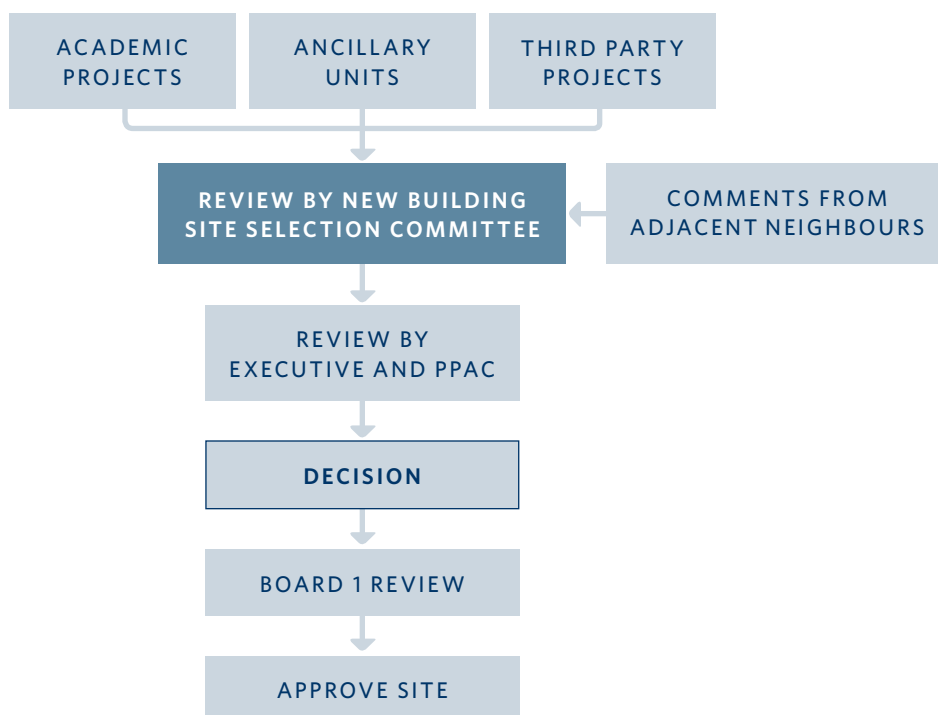 ACADEMIC
PROJECTS
ANCILLARY
UNITS
THIRD PARTY
PROJECTS
REVIEW BY NEW BUILDING
SITE SELECTION COMMITTEE
COMMENTS FROM
ADJACENT NEIGHBOURS
REVIEW BY
EXECUTIVE AND PPAC
DECISION
BOARD 1 REVIEW
APPROVE SITE